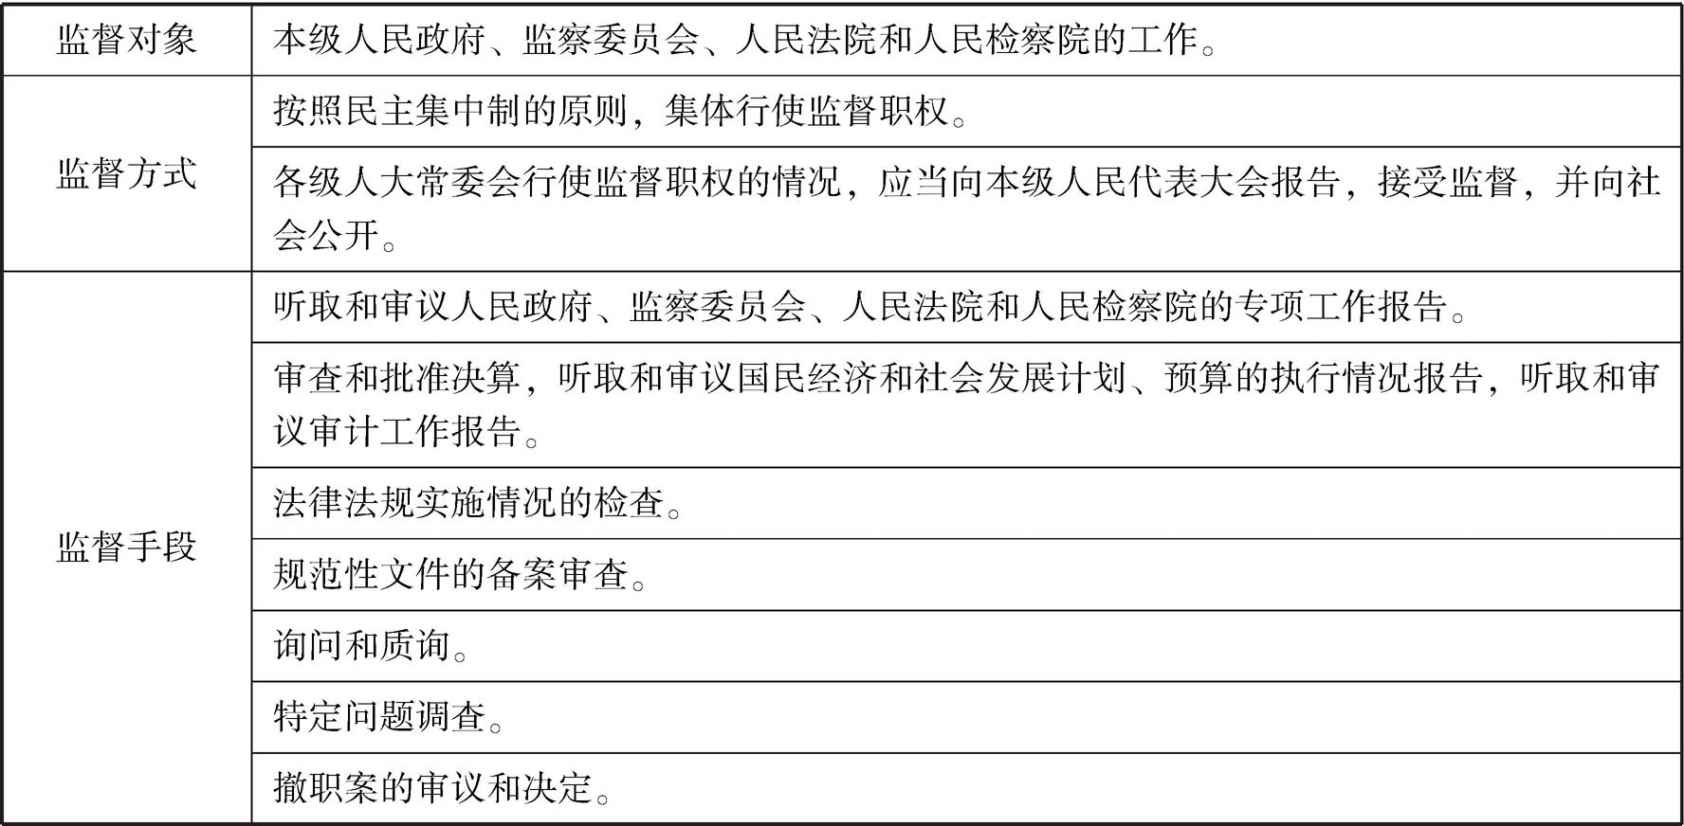 监督对象
本级人民政府、监察委员会、人民法院和人民检察院的工作。
监督方式
按照民主集中制的原则，集体行使监督职权。
各级人大常委会行使监督职权的情况，应当向本级人民代表大会报告，接受监督，并向社
会公开。
监督手段
听取和审议人民政府、监察委员会、人民法院和人民检察院的专项工作报告。
审查和批准决算，听取和审议国民经济和社会发展计划、预算的执行情况报告，听取和审
议审计工作报告。
法律法规实施情况的检查。
规范性文件的备案审查。
询问和质询。
特定问题调查。
撤职案的审议和决定。